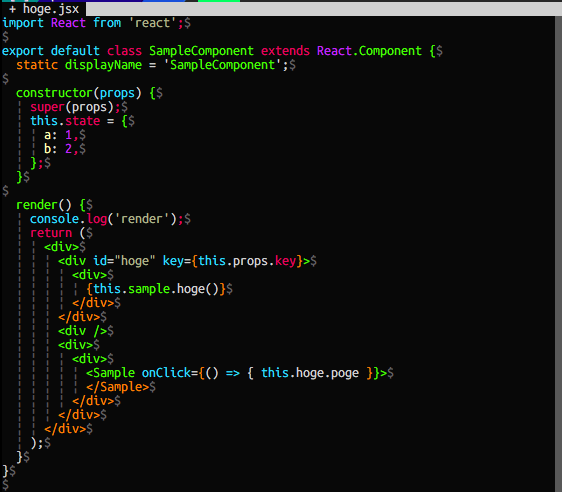 + hoge.jsx
import React from 'react';$
$
export default class SampleComponent extends React.Component {$
  static displayName = 'SampleComponent';$
$
  constructor(props) {$
  ¦ super(props);$
  ¦ this.state = {$
  ¦ ¦ a: 1,$
  ¦ ¦ b: 2,$
  ¦ };$
  }$
$
  render() {$
  ¦ console.log('render');$
  ¦ return ($
  ¦ ¦ <div>$
  ¦ ¦ ¦ <div id="hoge" key={this.props.key}>$
  ¦ ¦ ¦ ¦ <div>$
  ¦ ¦ ¦ ¦ ¦ {this.sample.hoge()}$
  ¦ ¦ ¦ ¦ </div>$
  ¦ ¦ ¦ </div>$
  ¦ ¦ ¦ <div />$
  ¦ ¦ ¦ <div>$
  ¦ ¦ ¦ ¦ <div>$
  ¦ ¦ ¦ ¦ ¦ <Sample onClick={() => { this.hoge.poge }}>$
  ¦ ¦ ¦ ¦ ¦ </Sample>$
  ¦ ¦ ¦ ¦ </div>$
  ¦ ¦ ¦ </div>$
  ¦ ¦ </div>$
  ¦ );$
  }$
}$
$